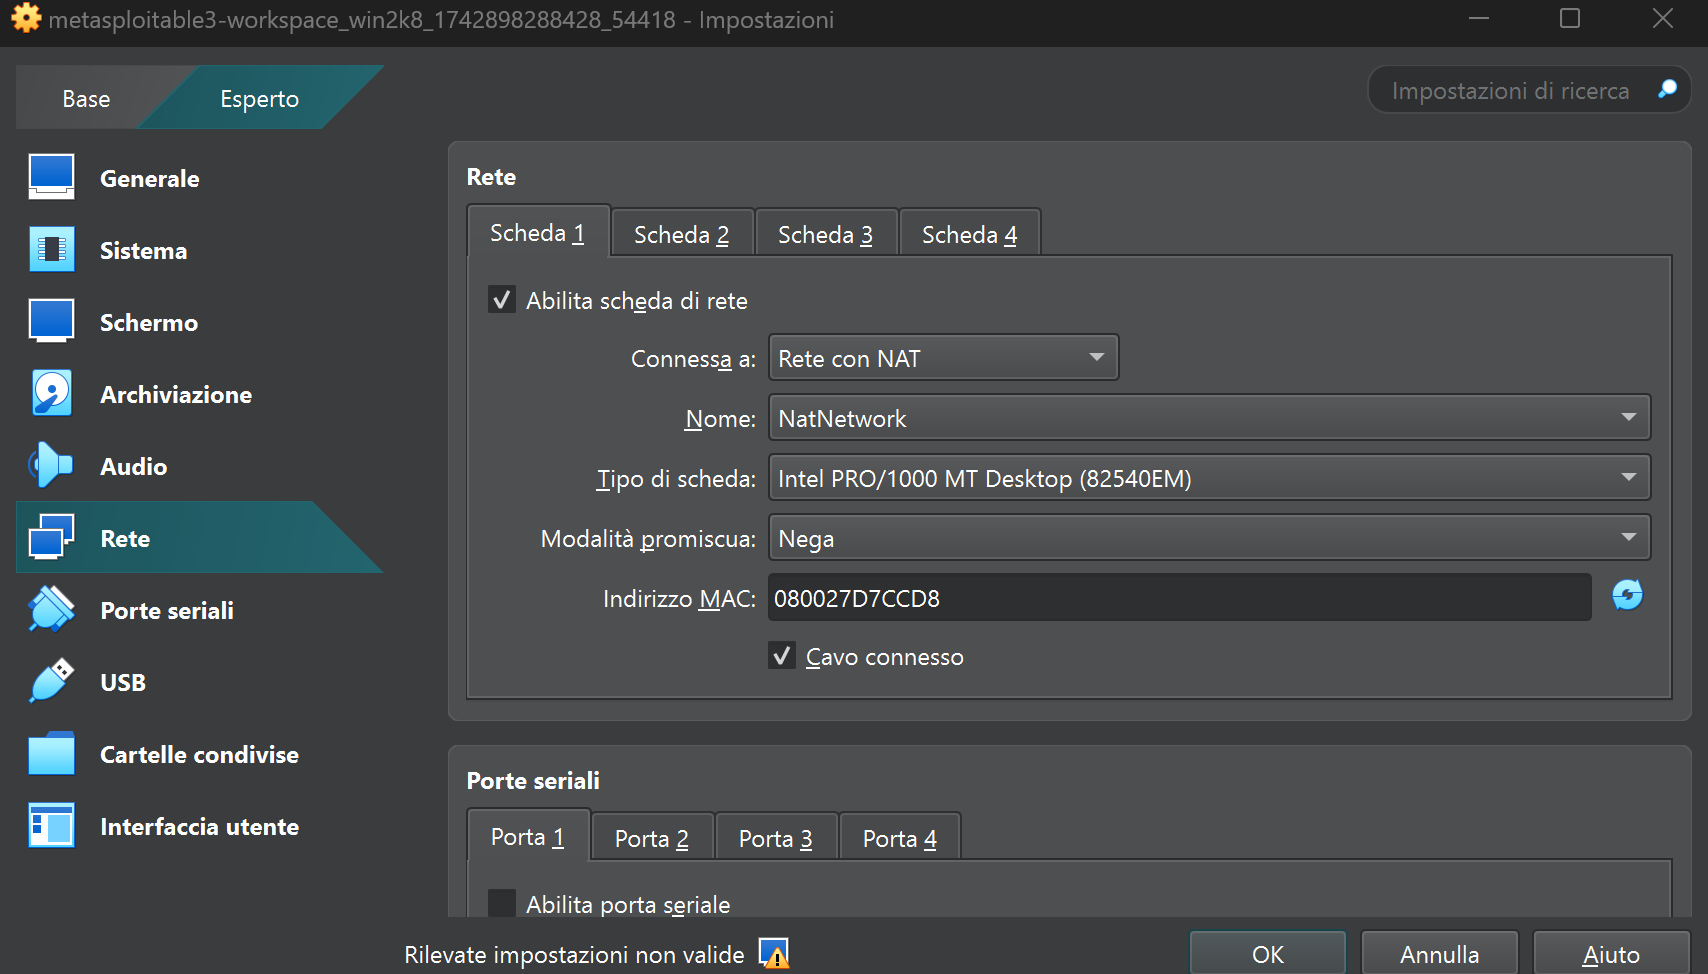 metasploitable3-workspace_win2k8_1742898288428_54418 - Impostazioni
Base
Esperto
Impostazioni di ricerca
Generale
Sistema
Schermo
Archiviazione
Audio
Rete
Porte seriali
USB
Cartelle condivise
Interfaccia utente
Rete
Scheda 1
Scheda 2
Scheda 3
Scheda 4
Abilita scheda di rete
Connessa a: Rete con NAT
Nome: NatNetwork
Tipo di scheda: Intel PRO/1000 MT Desktop (82540EM)
Modalità promiscua: Nega
Indirizzo MAC: 080027D7CCD8
Cavo connesso
Porte seriali
Porta 1
Porta 2
Porta 3
Porta 4
Abilita porta seriale
Rilevate impostazioni non valide
OK
Annulla
Aiuto